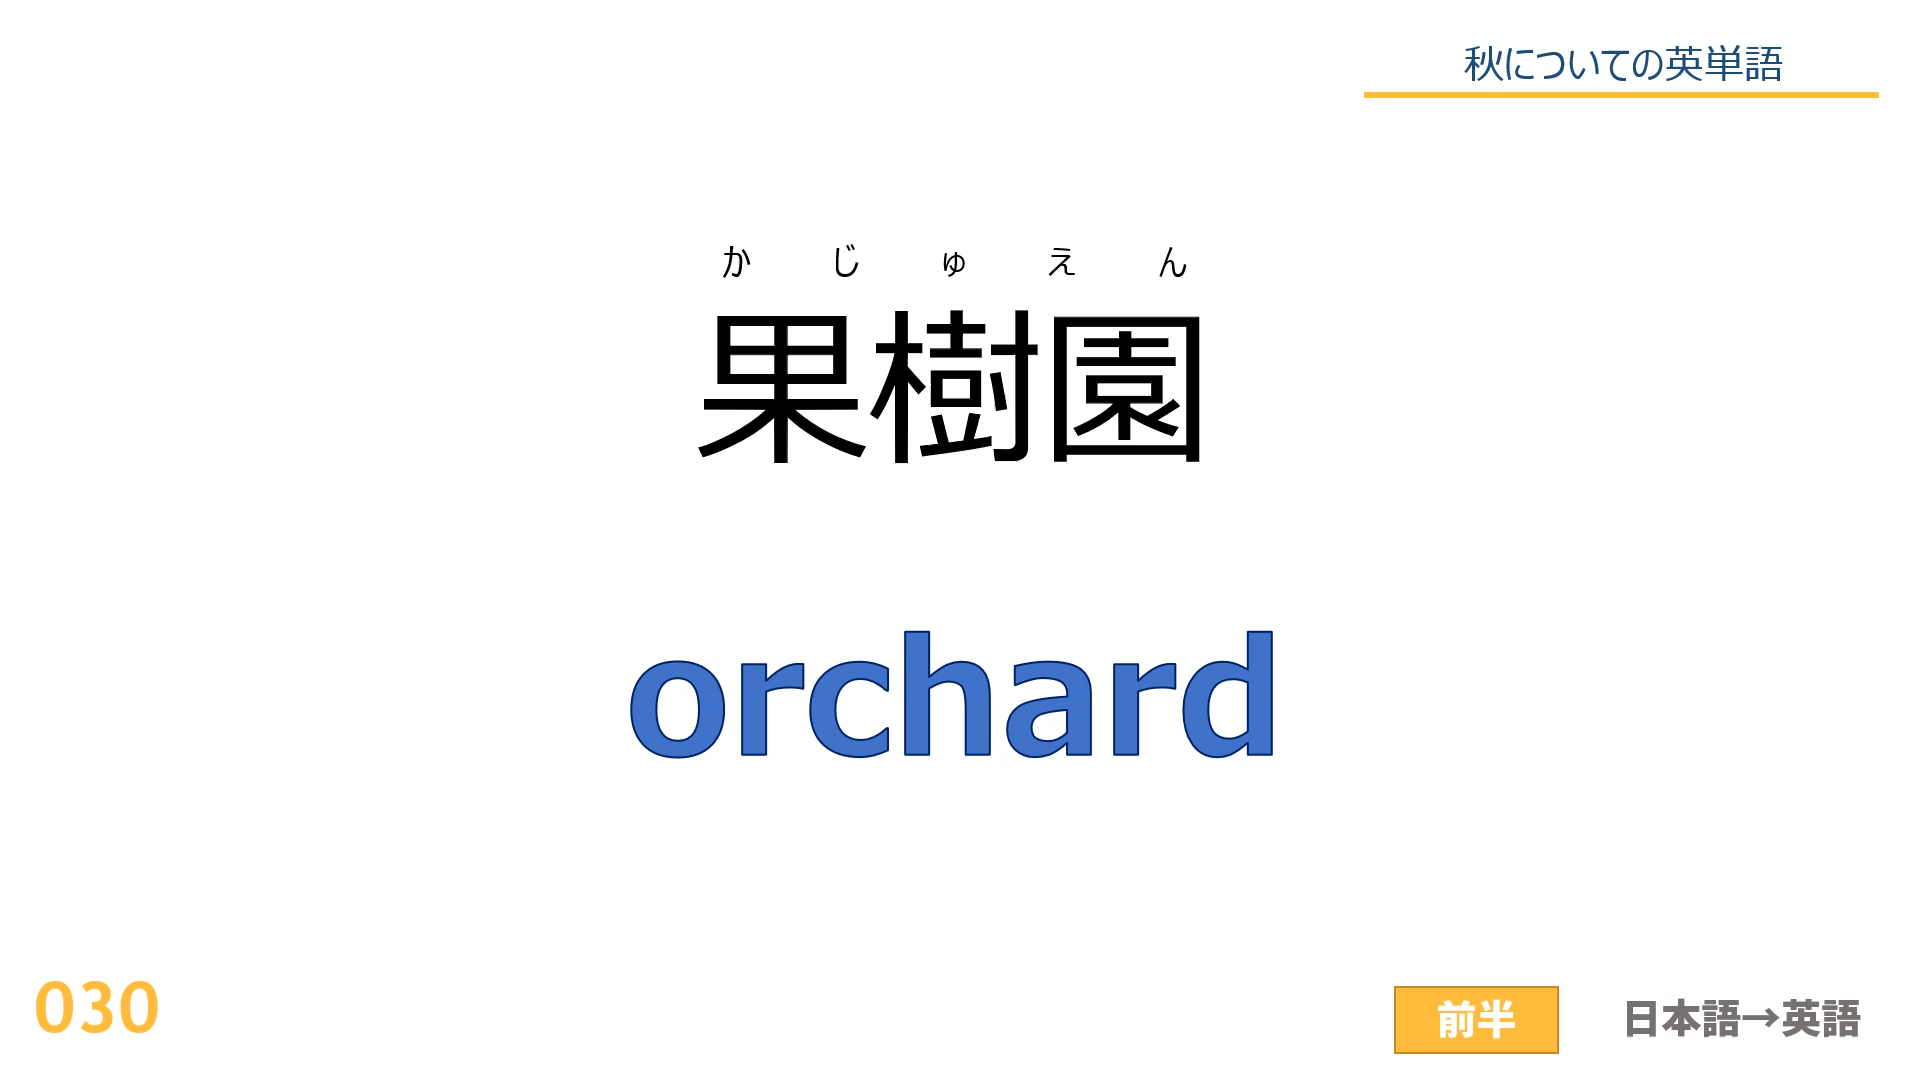 秋についての英単語
かじゅえん
果樹園
orchard
030
前半
日本語→英語